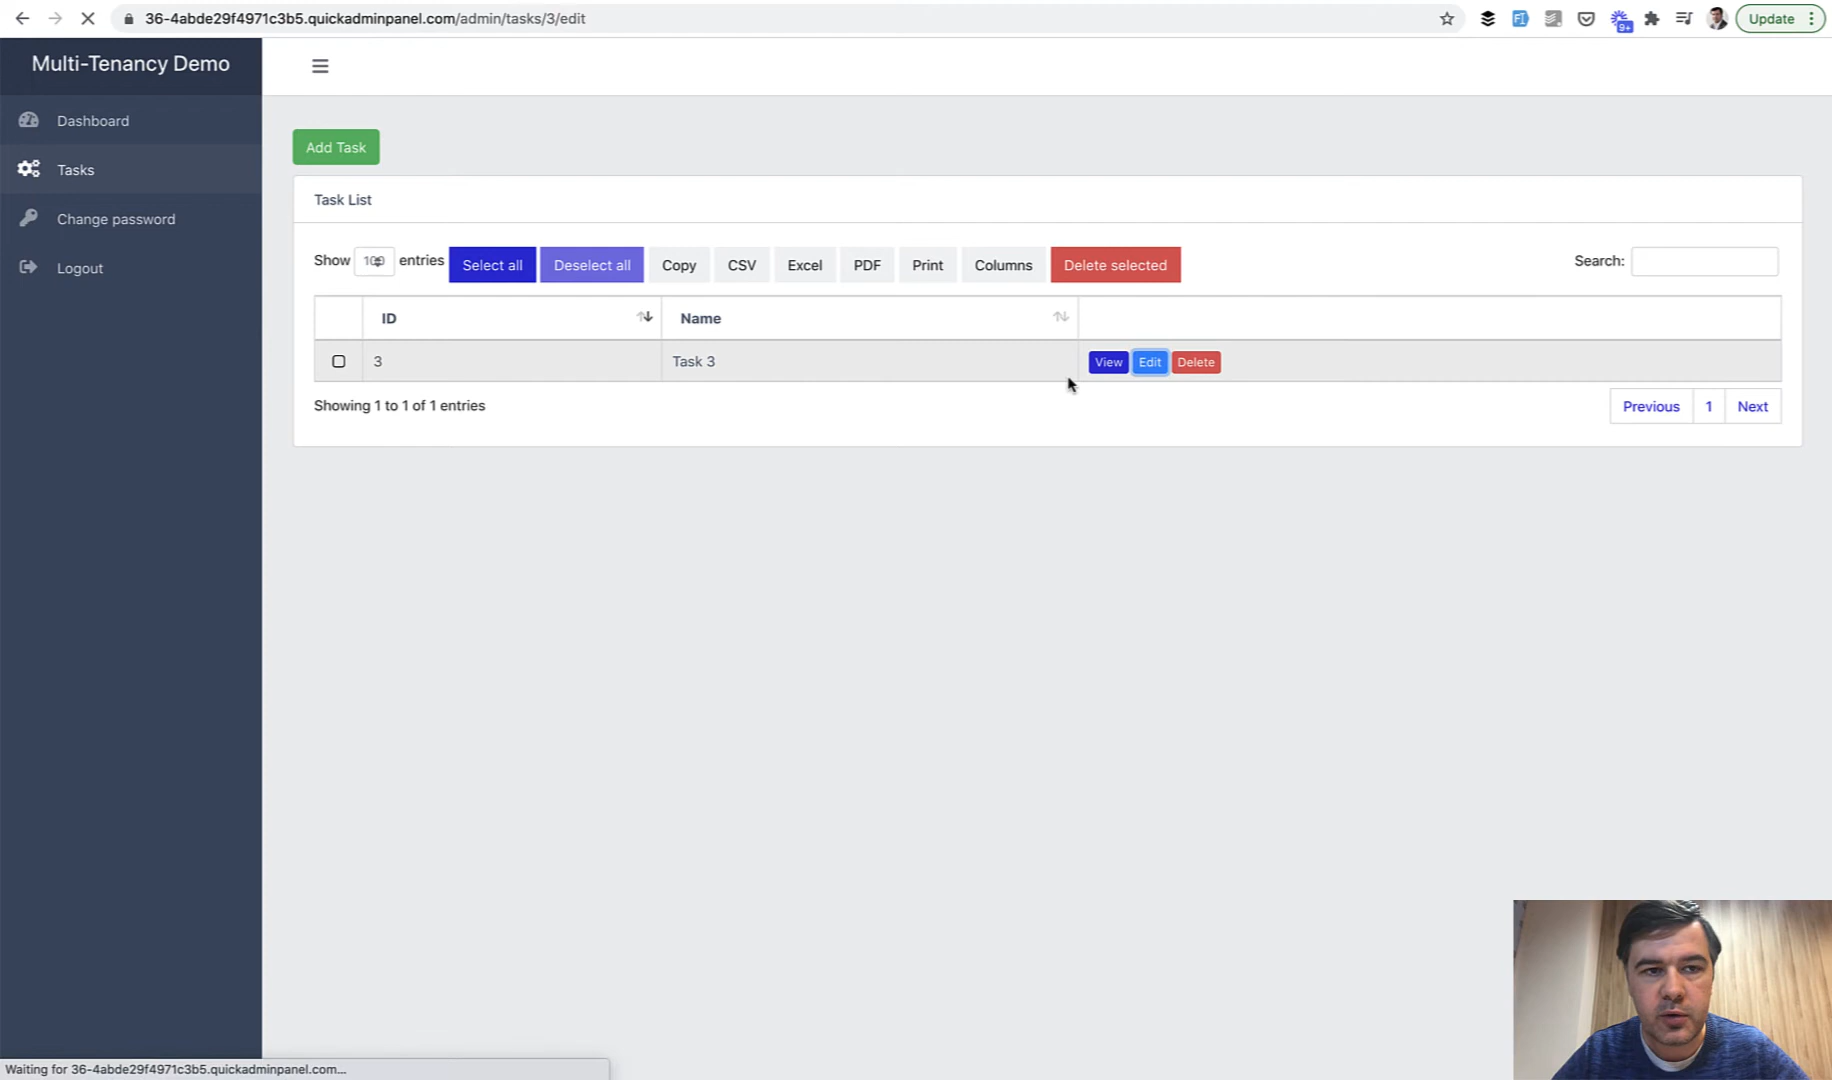 36-4abde29f4971c3b5.quickadminpanel.com/admin/tasks/3/edit
9+
Update
Multi-Tenancy Demo
Dashboard
Tasks
Change password
Logout
Add Task
Task List
Show 100 entries Select all Deselect all Copy CSV Excel PDF Print Columns Delete selected Search:
ID Name
3 Task 3 View Edit Delete
Showing 1 to 1 of 1 entries Previous 1 Next
Waiting for 36-4abde29f4971c3b5.quickadminpanel.com...